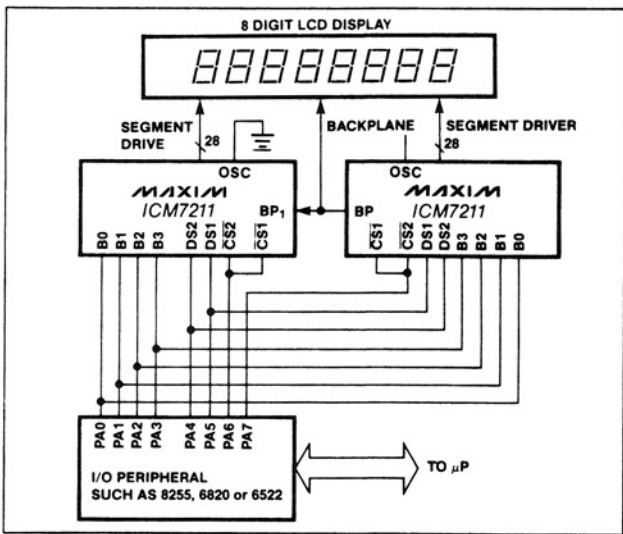 8 DIGIT LCD DISPLAY
88888888
SEGMENT
DRIVE
28
BACKPLANE
SEGMENT DRIVER
28
OSC
MAXIM
ICM7211
BP₁
B0
B1
B2
B3
DS2
DS1
CS2
CS1
OSC
MAXIM
ICM7211
BP
CS1
CS2
DS1
DS2
B3
B2
B1
B0
PA0
PA1
PA2
PA3
PA4
PA5
PA6
PA7
I/O PERIPHERAL
SUCH AS 8255, 6820 or 6522
TO μP